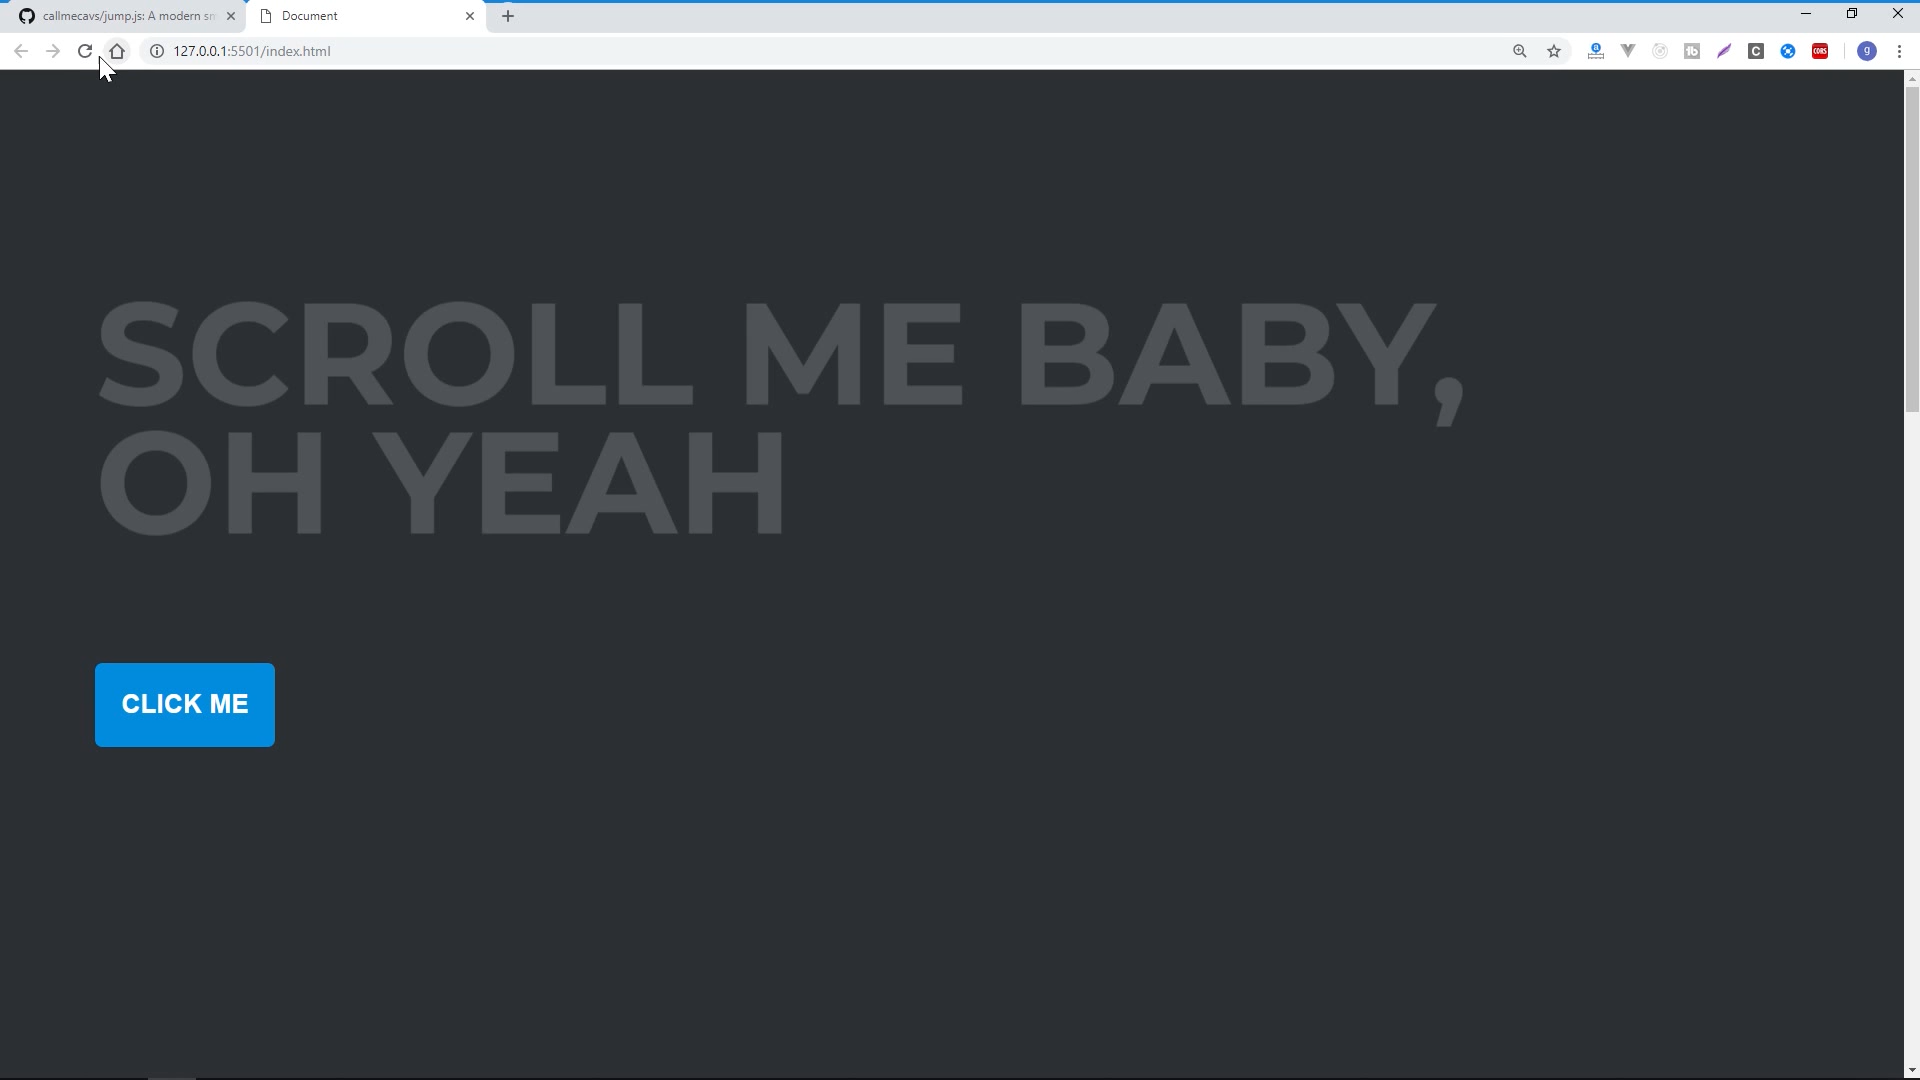 callmecavs/jump.js: A modern sm
Document
127.0.0.1:5501/index.html
g
SCROLL ME BABY,
OH YEAH
CLICK ME